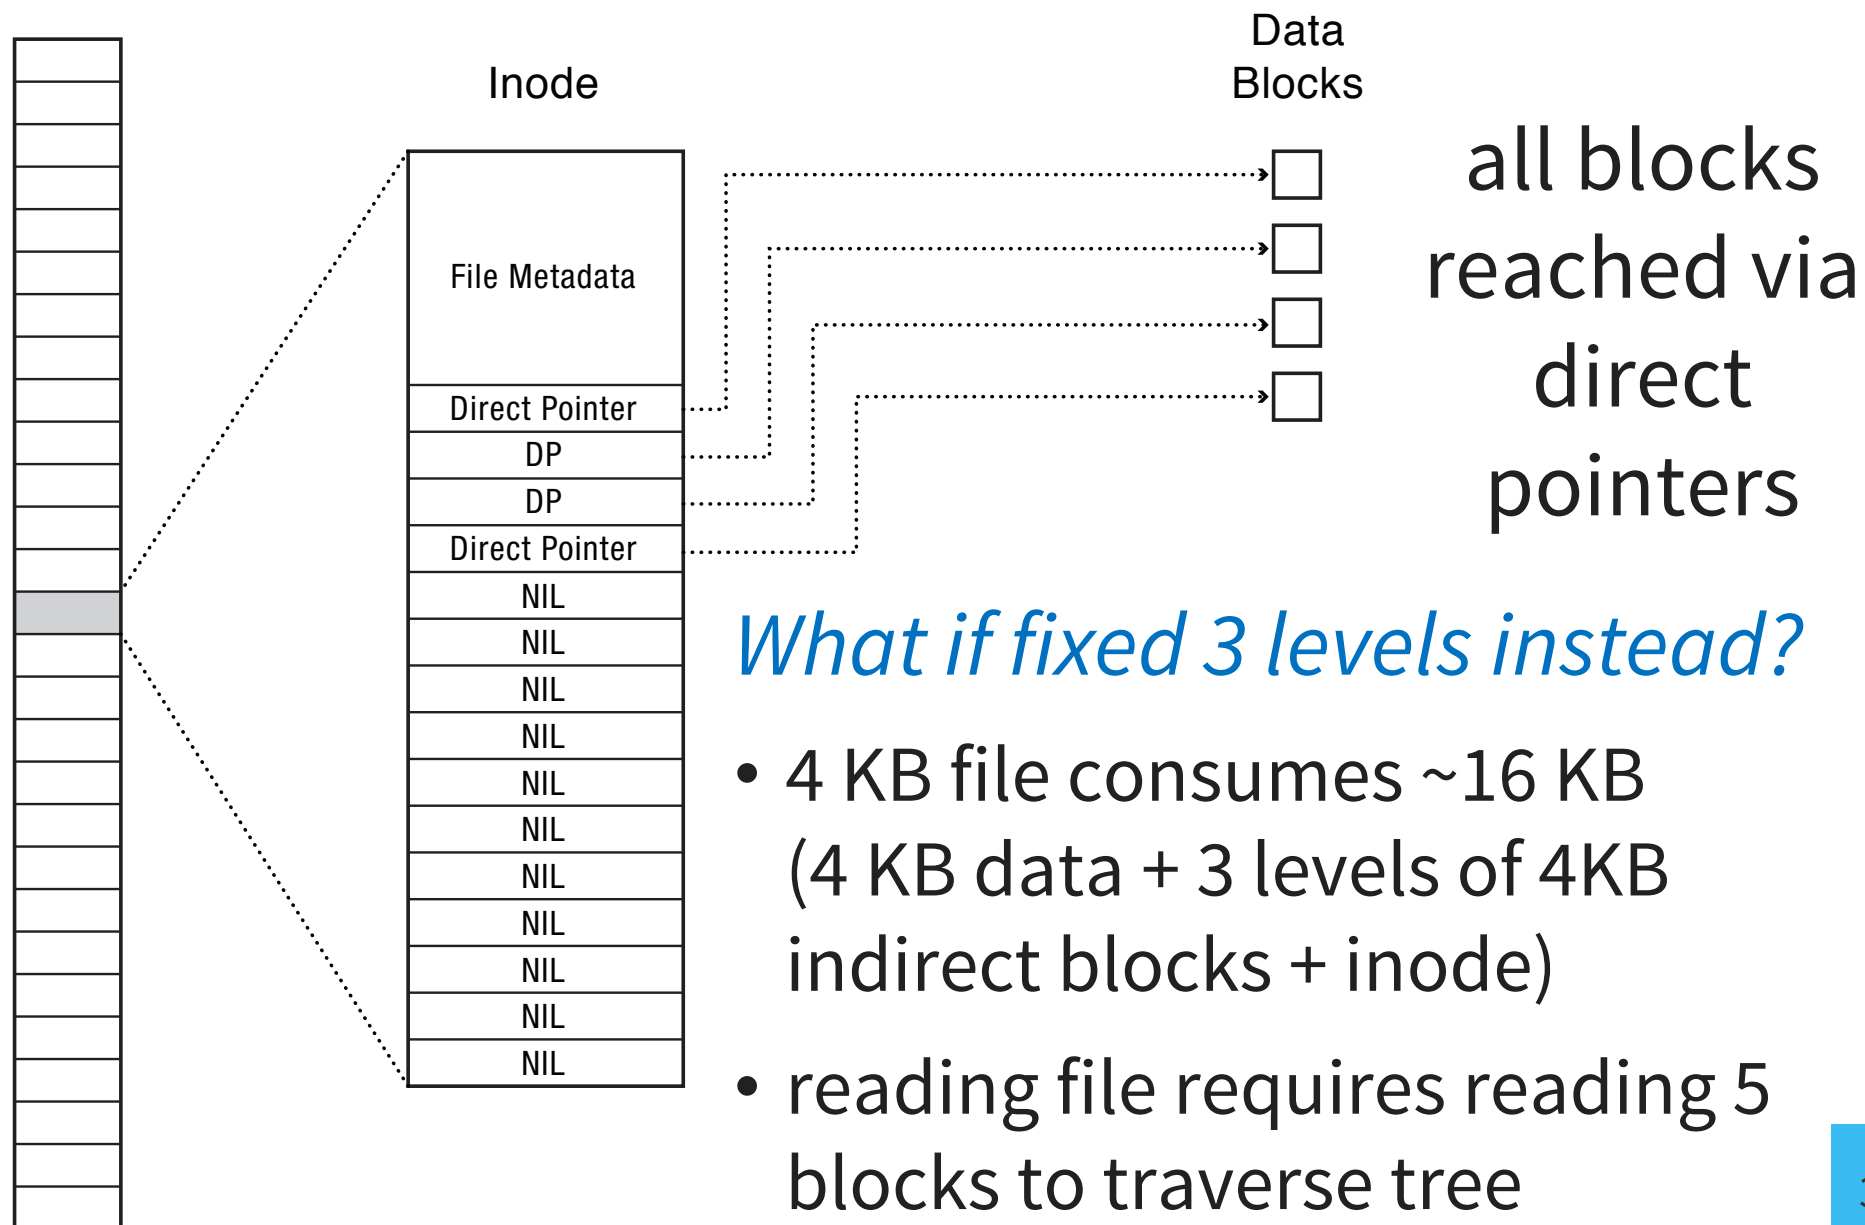 Inode
Data
Blocks
File Metadata
Direct Pointer
DP
DP
Direct Pointer
NIL
NIL
NIL
NIL
NIL
NIL
NIL
NIL
NIL
NIL
NIL
all blocks
reached via
direct
pointers
What if fixed 3 levels instead?
• 4 KB file consumes ~16 KB
(4 KB data + 3 levels of 4KB
indirect blocks + inode)
• reading file requires reading 5
blocks to traverse tree